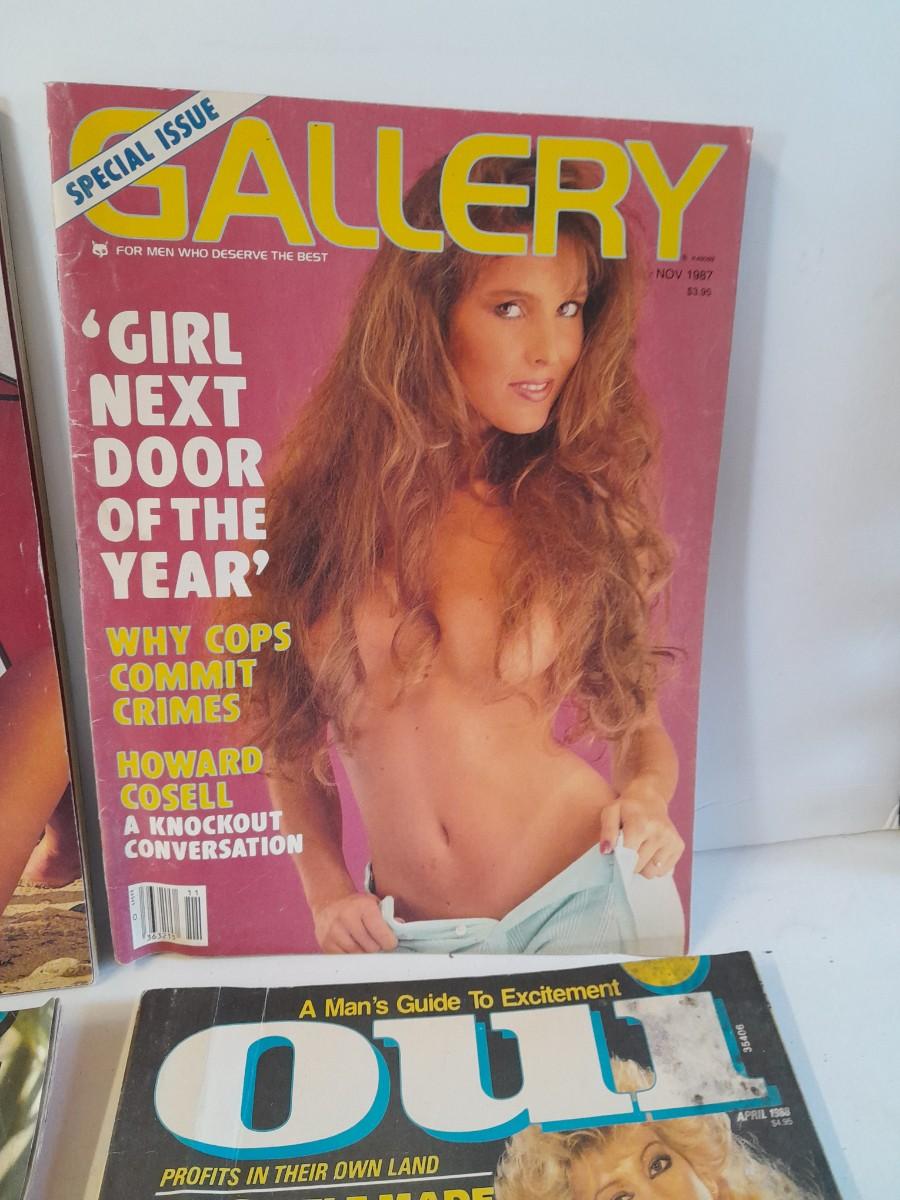 SPECIAL ISSUE
GALLERY
FOR MEN WHO DESERVE THE BEST
NOV 1987
$3.95
'GIRL
NEXT
DOOR
OF THE
YEAR'
WHY COPS
COMMIT
CRIMES
HOWARD
COSELL
A KNOCKOUT
CONVERSATION
11
A Man's Guide To Excitement
oui
35406
APRIL 1988
$4.95
PROFITS IN THEIR OWN LAND